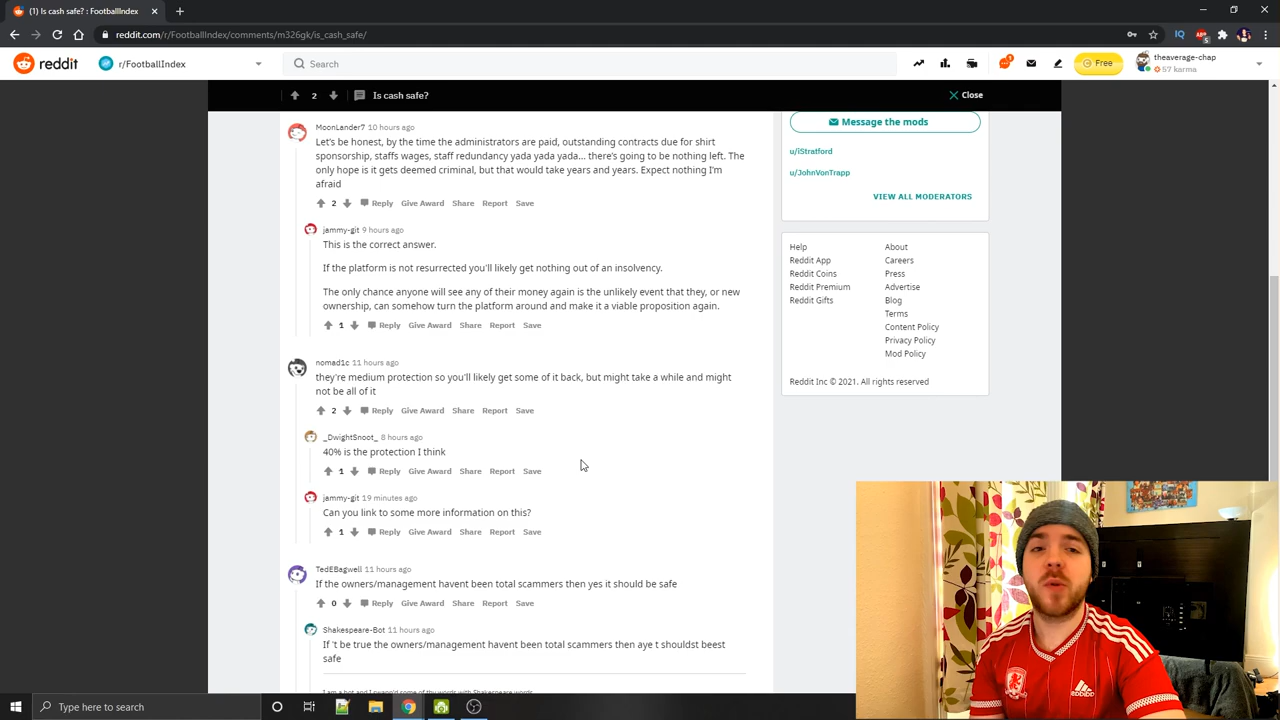 (1) Is cash safe? : FootballIndex
reddit.com/r/FootballIndex/comments/m326gk/is_cash_safe/
reddit
r/FootballIndex
Search
1
Free
theaverage-chap
57 karma
2
Is cash safe?
Close
MoonLander7 10 hours ago
Let's be honest, by the time the administrators are paid, outstanding contracts due for shirt
sponsorship, staffs wages, staff redundancy yada yada yada... there's going to be nothing left. The
only hope is it gets deemed criminal, but that would take years and years. Expect nothing I'm
afraid
2 Reply Give Award Share Report Save
jammy-git 9 hours ago
This is the correct answer.
If the platform is not resurrected you'll likely get nothing out of an insolvency.
The only chance anyone will see any of their money again is the unlikely event that they, or new
ownership, can somehow turn the platform around and make it a viable proposition again.
1 Reply Give Award Share Report Save
nomad1c 11 hours ago
they're medium protection so you'll likely get some of it back, but might take a while and might
not be all of it
2 Reply Give Award Share Report Save
_DwightSnoot_ 8 hours ago
40% is the protection I think
1 Reply Give Award Share Report Save
jammy-git 19 minutes ago
Can you link to some more information on this?
1 Reply Give Award Share Report Save
TedEBagwell 11 hours ago
If the owners/management havent been total scammers then yes it should be safe
0 Reply Give Award Share Report Save
Shakespeare-Bot 11 hours ago
If 't be true the owners/management havent been total scammers then aye t shouldst beest
safe
I am a bot and I swapp'd some of thy words with Shakespeare words.
Message the mods
u/iStratford
u/JohnVonTrapp
VIEW ALL MODERATORS
Help About
Reddit App Careers
Reddit Coins Press
Reddit Premium Advertise
Reddit Gifts Blog
Terms
Content Policy
Privacy Policy
Mod Policy
Reddit Inc © 2021. All rights reserved
Type here to search